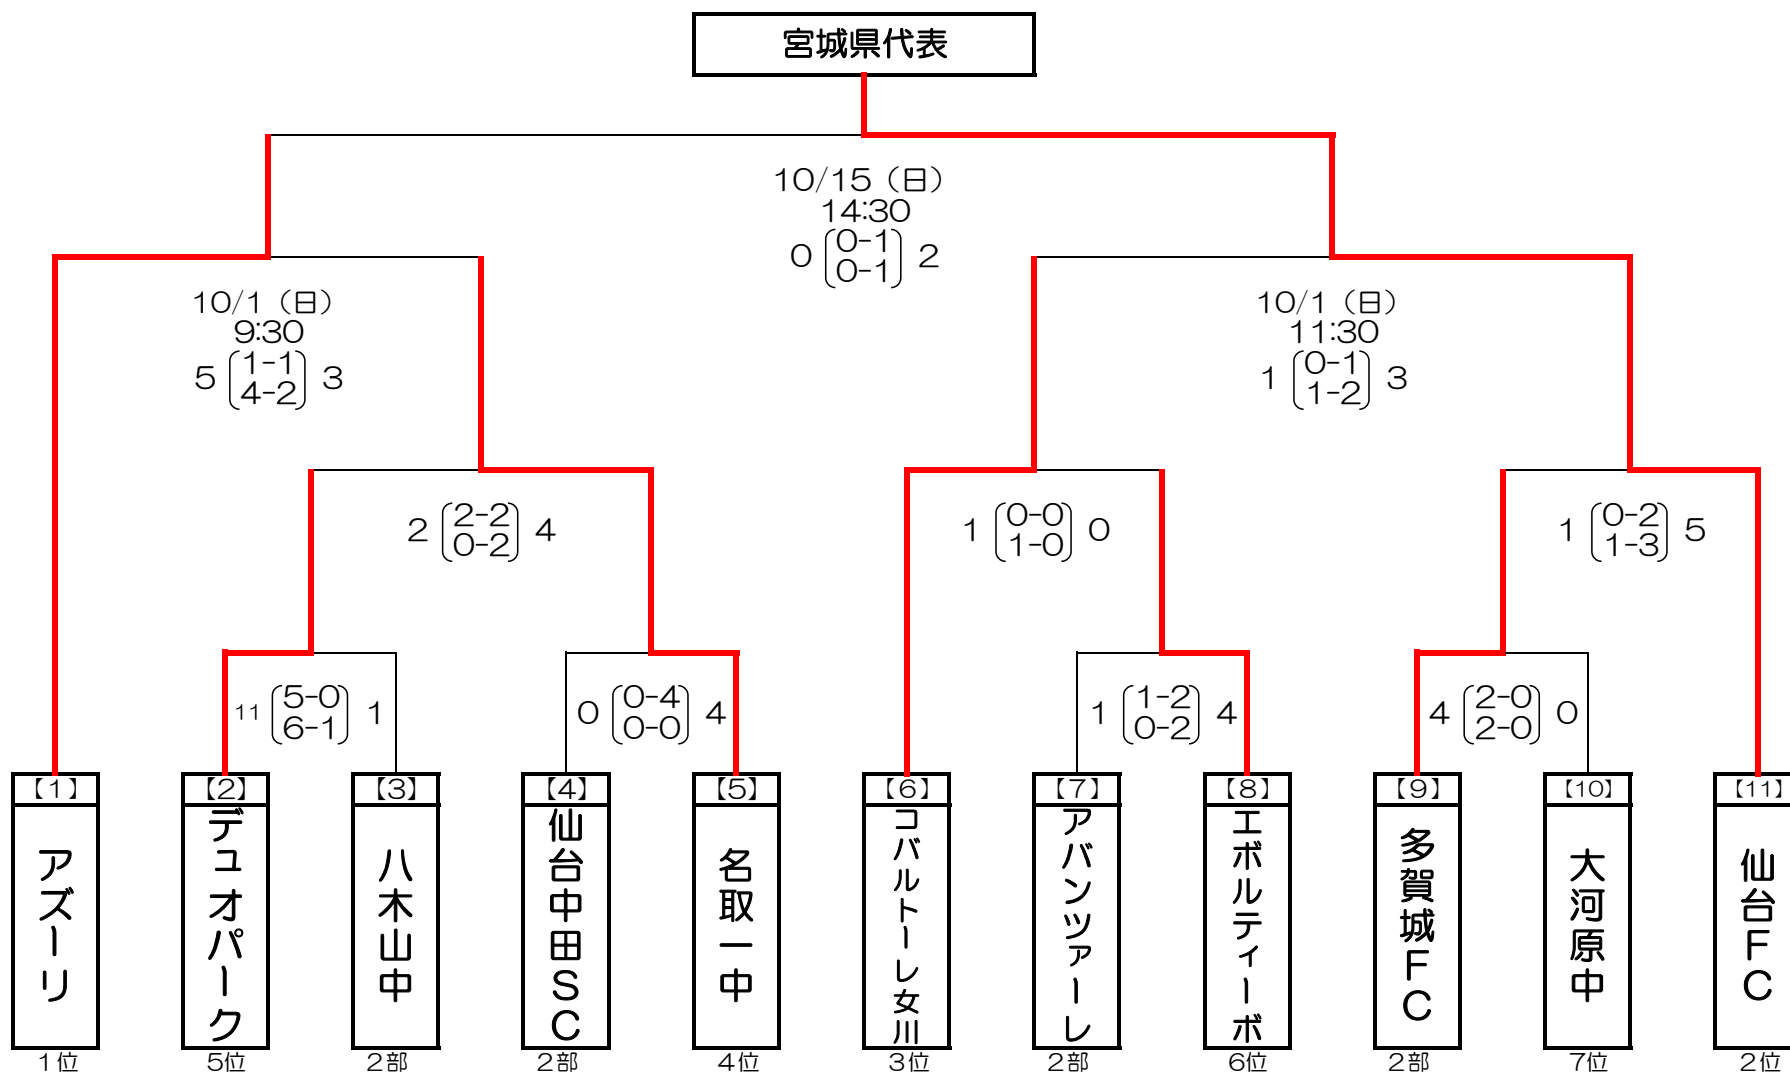 宮城県代表
10/15（日）
14:30
0 0-1 2
0-1
10/1（日）
9:30
5 1-1 3
4-2
10/1（日）
11:30
1 0-1 3
1-2
2 2-2 4
0-2
1 0-0 0
1-0
1 0-2 5
1-3
11 5-0 1
6-1
0 0-4 4
0-0
1 1-2 4
0-2
4 2-0 0
2-0
【1】
アズーリ
1位
【2】
デュオパーク
5位
【3】
八木山中
2部
【4】
仙台中田SC
2部
【5】
名取一中
4位
【6】
コバルトーレ女川
3位
【7】
アバンツァーレ
2部
【8】
エボルティーボ
6位
【9】
多賀城FC
2部
【10】
大河原中
7位
【11】
仙台FC
2位